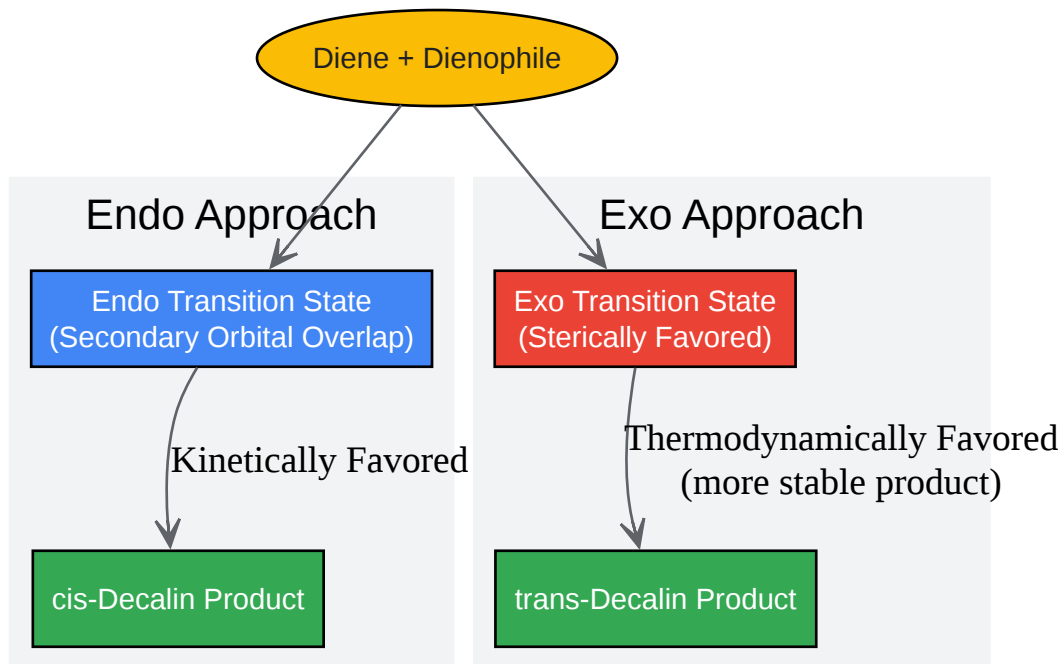 Diene + Dienophile
Endo Approach
Exo Approach
Endo Transition State
(Secondary Orbital Overlap)
Exo Transition State
(Sterically Favored)
Kinetically Favored
Thermodynamically Favored
(more stable product)
cis-Decalin Product
trans-Decalin Product